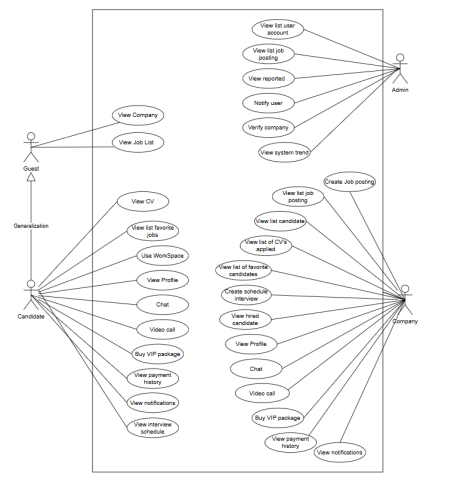 View list user
account
View list job
posting
View reported
Notify user
Verify company
View system trend
Admin
View Company
View Job List
Guest
Generalization
Candidate
View CV
View list favorite
jobs
Use WorkSpace
View Profile
Chat
Video call
Buy VIP package
View payment
history
View notifications
View interview
schedule
Create Job posting
View list job
posting
View list candidate
View list of CV's
applied
View list of favorite
candidates
Create schedule
interview
View hired
candidate
View Profile
Chat
Video call
Buy VIP package
View payment
history
View notifications
Company